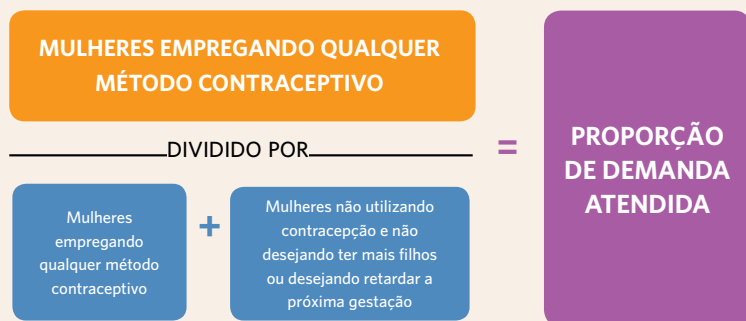 MULHERES EMPREGANDO QUALQUER
MÉTODO CONTRACEPTIVO
DIVIDIDO POR
=
PROPORÇÃO
DE DEMANDA
ATENDIDA
Mulheres
empregando
qualquer método
contraceptivo
+
Mulheres não utilizando
contracepção e não
desejando ter mais filhos
ou desejando retardar a
próxima gestação